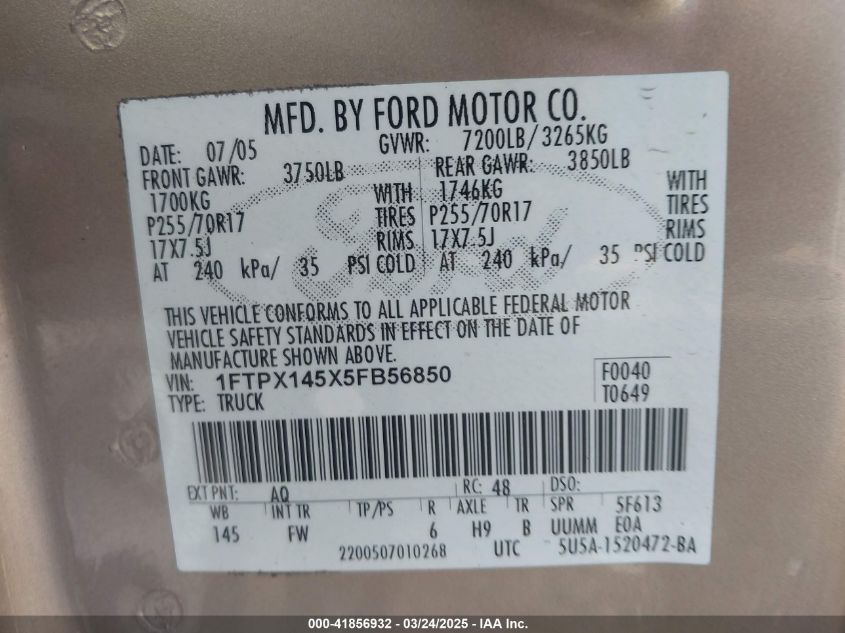 MFD. BY FORD MOTOR CO.
DATE: 07/05 GVWR: 7200LB/3265KG
FRONT GAWR: 3750LB REAR GAWR: 3850LB
1700KG WITH 1746KG WITH
P255/70R17 TIRES P255/70R17 TIRES
17X7.5J RIMS 17X7.5J RIMS
AT 240 kPa/ 35 PSI COLD AT 240 kPa/ 35 PSI COLD
Ford
THIS VEHICLE CONFORMS TO ALL APPLICABLE FEDERAL MOTOR
VEHICLE SAFETY STANDARDS IN EFFECT ON THE DATE OF
MANUFACTURE SHOWN ABOVE.
VIN: 1FTPX145X5FB56850 F0040
TYPE: TRUCK T0649
EXT PNT: AQ RC: 48 DSO:
WB INT TR TP/PS R AXLE TR SPR 5F613
145 FW 6 H9 B UUMM E0A
2200507010268 UTC 5U5A-1520472-BA
000-41856932 / 03/24/2025 - IAA Inc.